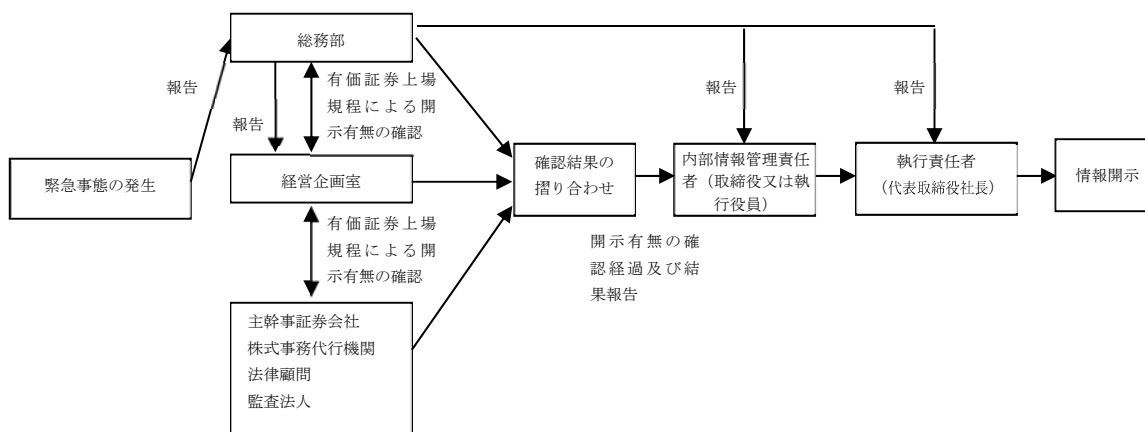 総務部
報告
報告
有価証券上場
規程による開
示有無の確認
報告
報告
緊急事態の発生
経営企画室
確認結果の
摺り合わせ
内部情報管理責任
者（取締役又は執
行役員）
執行責任者
（代表取締役社長）
情報開示
有価証券上場
規程による開
示有無の確認
開示有無の確
認経過及び結
果報告
主幹事証券会社
株式事務代行機関
法律顧問
監査法人